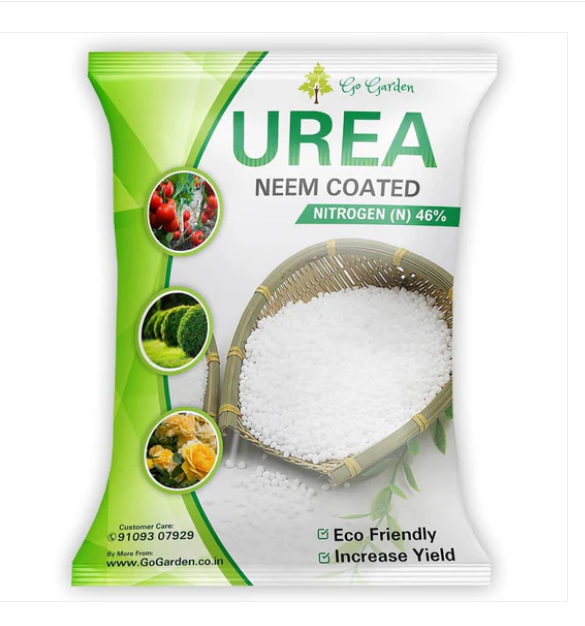 Go Garden
UREA
NEEM COATED
NITROGEN (N) 46%
Customer Care:
91093 07929
By More From:
www.GoGarden.co.in
Eco Friendly
Increase Yield